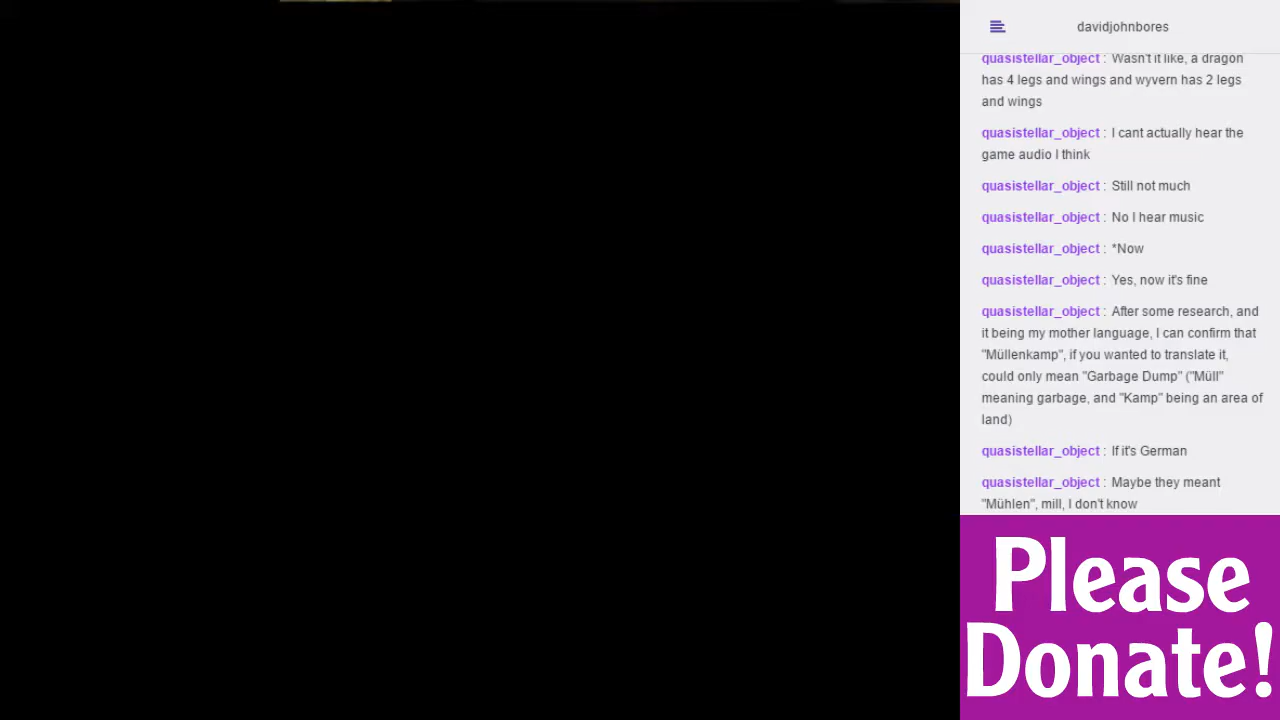 davidjohnbores
quasistellar_object : Wasn't it like, a dragon
has 4 legs and wings and wyvern has 2 legs
and wings
quasistellar_object : I cant actually hear the
game audio I think
quasistellar_object : Still not much
quasistellar_object : No I hear music
quasistellar_object : *Now
quasistellar_object : Yes, now it's fine
quasistellar_object : After some research, and
it being my mother language, I can confirm that
"Müllenkamp", if you wanted to translate it,
could only mean "Garbage Dump" ("Müll"
meaning garbage, and "Kamp" being an area of
land)
quasistellar_object : If it's German
quasistellar_object : Maybe they meant
"Mühlen", mill, I don't know
Please
Donate!